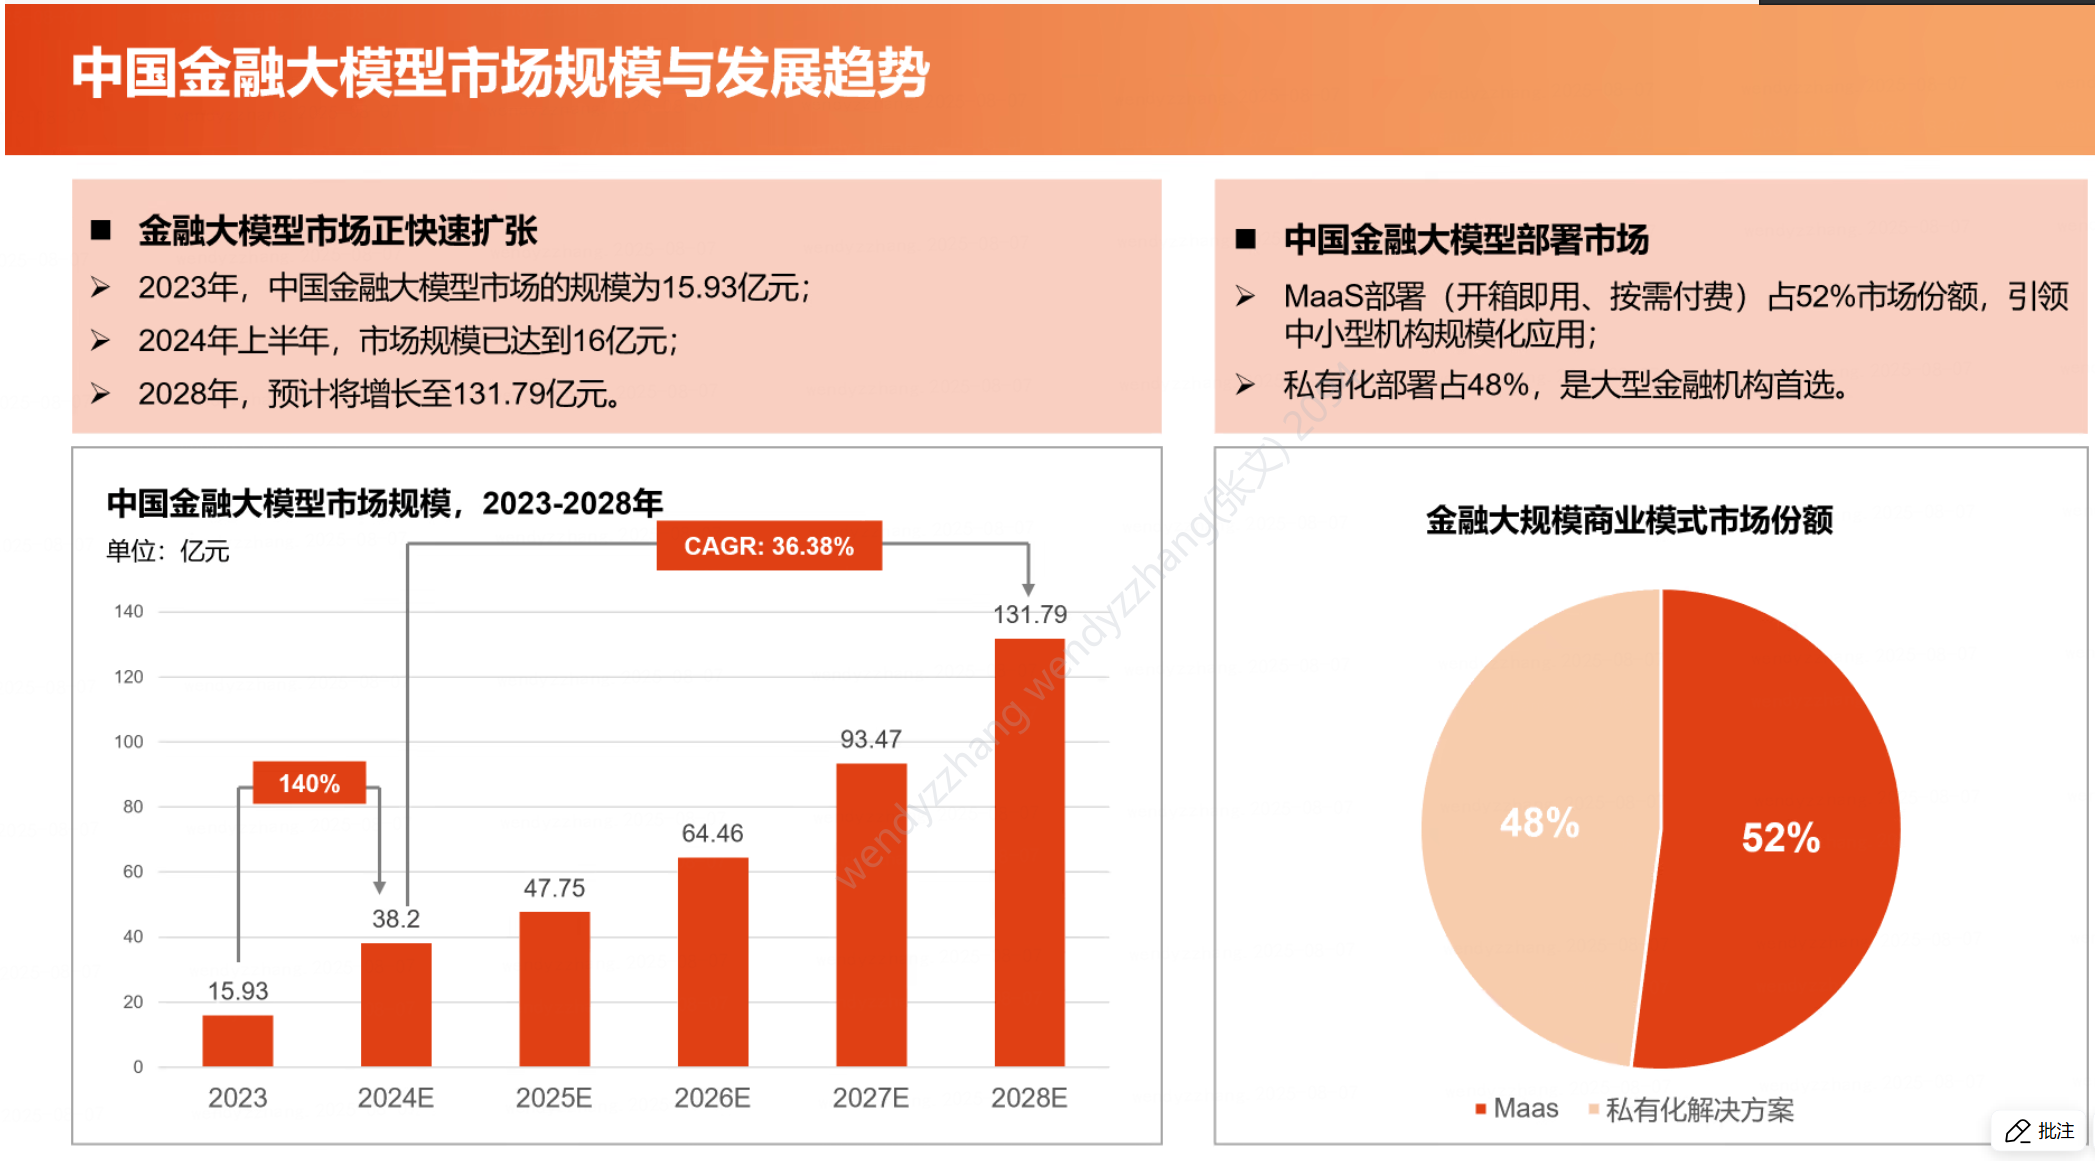 中国金融大模型市场规模与发展趋势
■ 金融大模型市场正快速扩张
➢ 2023年，中国金融大模型市场的规模为15.93亿元；
➢ 2024年上半年，市场规模已达到16亿元；
➢ 2028年，预计将增长至131.79亿元。
■ 中国金融大模型部署市场
➢ MaaS部署（开箱即用、按需付费）占52%市场份额，引领
中小型机构规模化应用；
➢ 私有化部署占48%，是大型金融机构首选。
中国金融大模型市场规模，2023-2028年
单位：亿元
CAGR: 36.38%
140%
140
120
100
80
60
40
20
0
15.93
38.2
47.75
64.46
93.47
131.79
2023
2024E
2025E
2026E
2027E
2028E
金融大规模商业模式市场份额
48%
52%
Maas
私有化解决方案
wendyzzhang wendyzzhang(张文)
批注